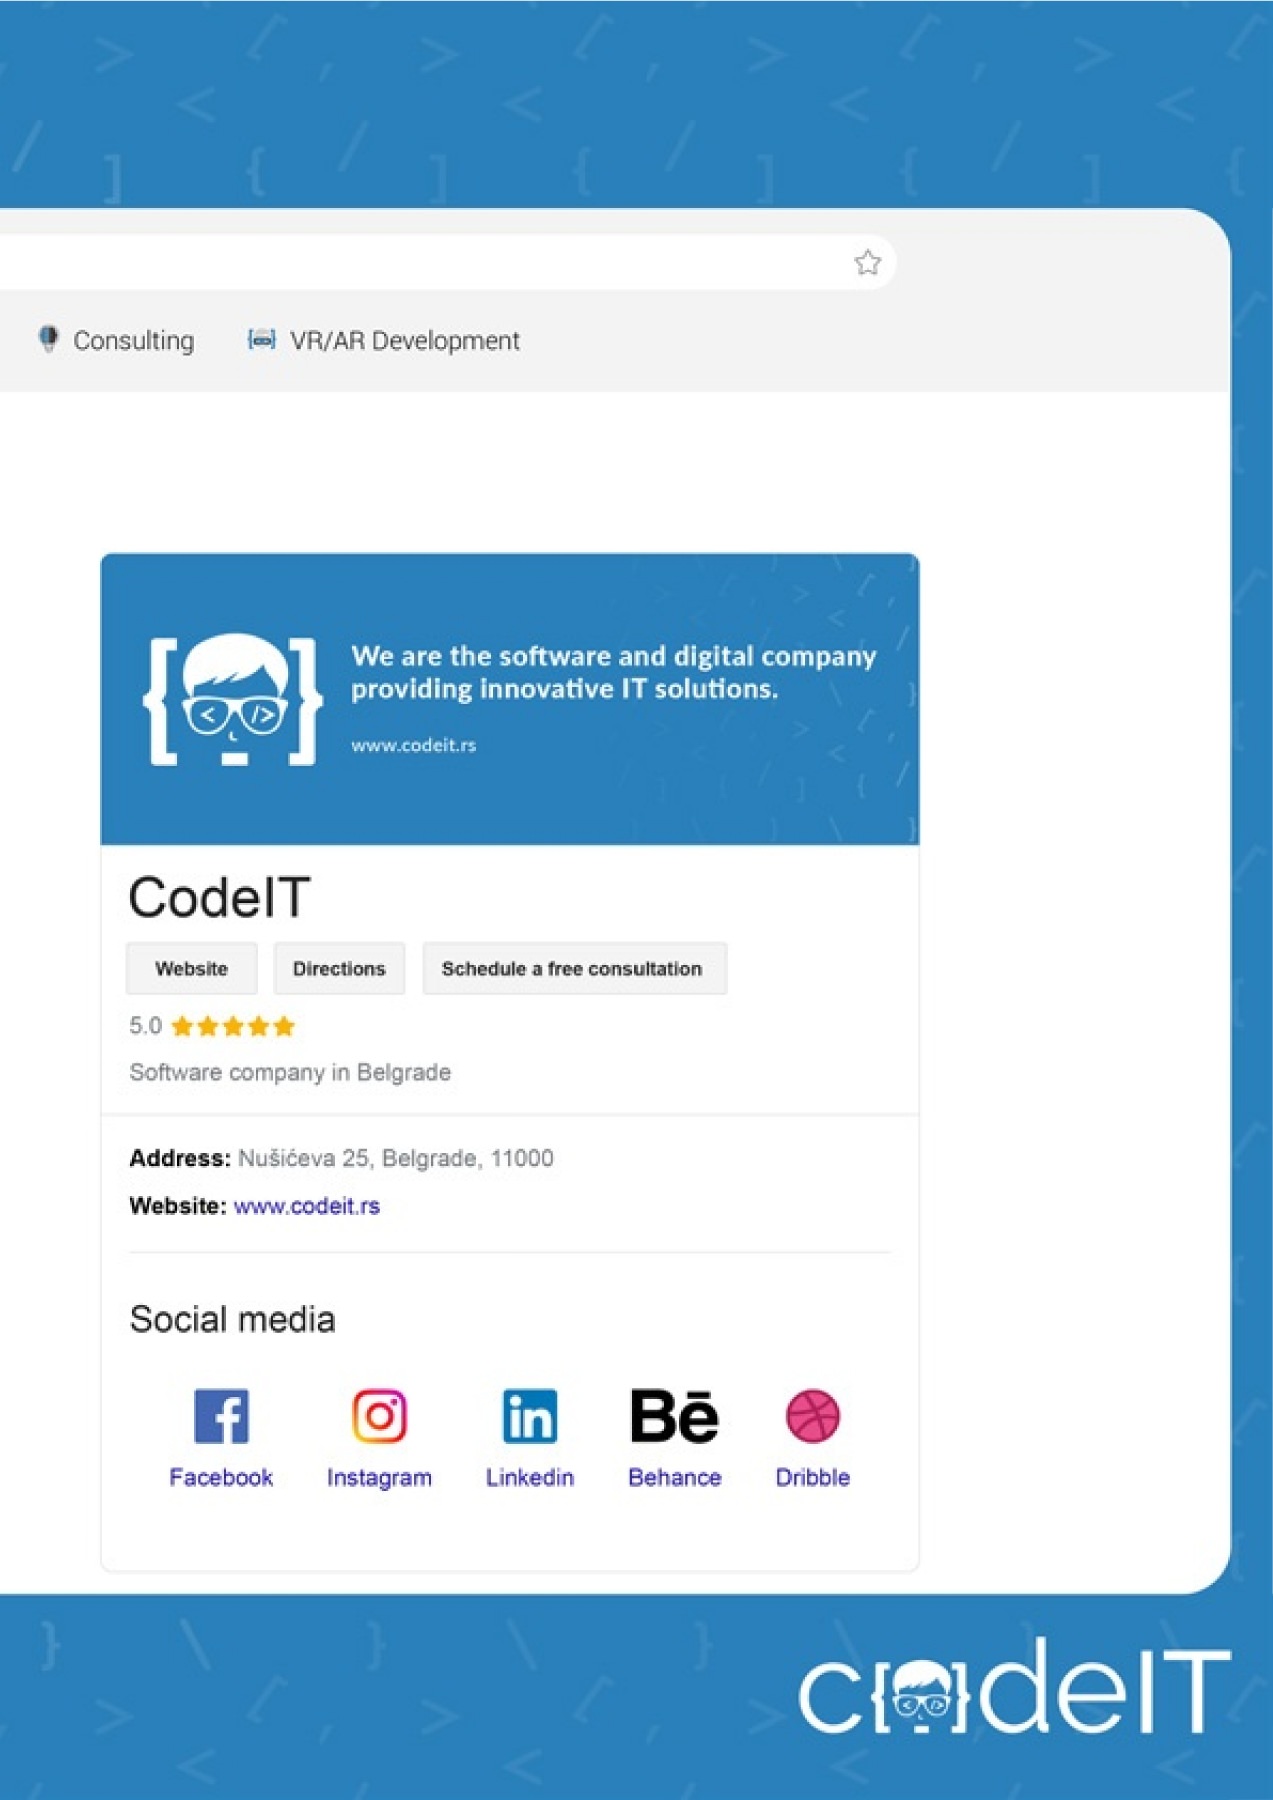 Consulting VR/AR Development
We are the software and digital company
providing innovative IT solutions.
www.codeit.rs
CodeIT
Website Directions Schedule a free consultation
5.0
Software company in Belgrade
Address: Nušićeva 25, Belgrade, 11000
Website: www.codeit.rs
Social media
Facebook Instagram Linkedin Behance Dribble
codeIT